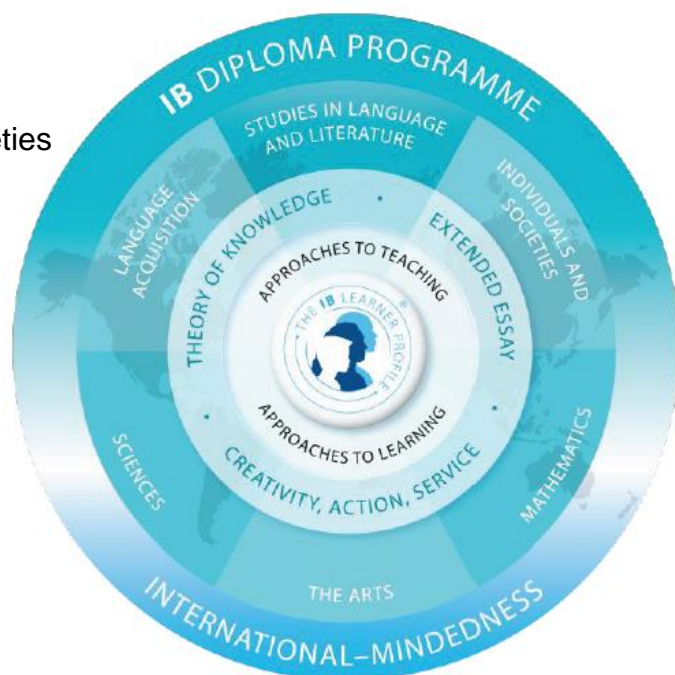 eties
IB DIPLOMA PROGRAMME
STUDIES IN LANGUAGE
AND LITERATURE
LANGUAGE
ACQUISITION
INDIVIDUALS AND
SOCIETIES
THEORY OF KNOWLEDGE
EXTENDED ESSAY
APPROACHES TO TEACHING
THE IB LEARNER PROFILE
®
APPROACHES TO LEARNING
CREATIVITY, ACTION, SERVICE
SCIENCES
MATHEMATICS
THE ARTS
INTERNATIONAL–MINDEDNESS